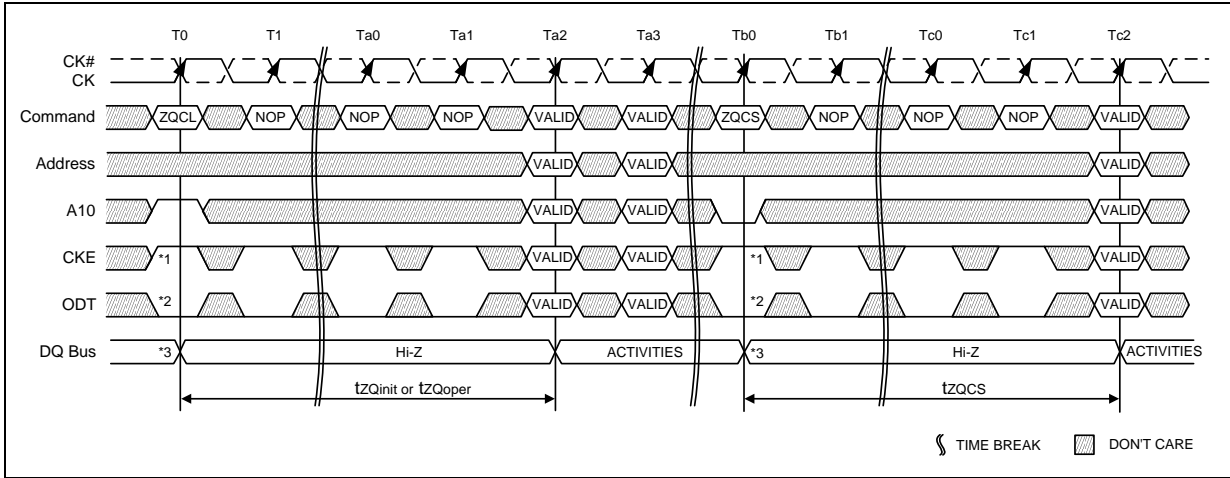 T0 T1 Ta0 Ta1 Ta2 Ta3 Tb0 Tb1 Tc0 Tc1 Tc2
CK#
CK
Command ZQCL NOP NOP NOP VALID VALID ZQCS NOP NOP NOP VALID
Address VALID VALID VALID
A10 VALID VALID VALID
CKE *1 VALID VALID *1 VALID
ODT *2 VALID VALID *2 VALID
DQ Bus *3 Hi-Z ACTIVITIES *3 Hi-Z ACTIVITIES
tZQinit or tZQoper tZQCS
TIME BREAK DON'T CARE